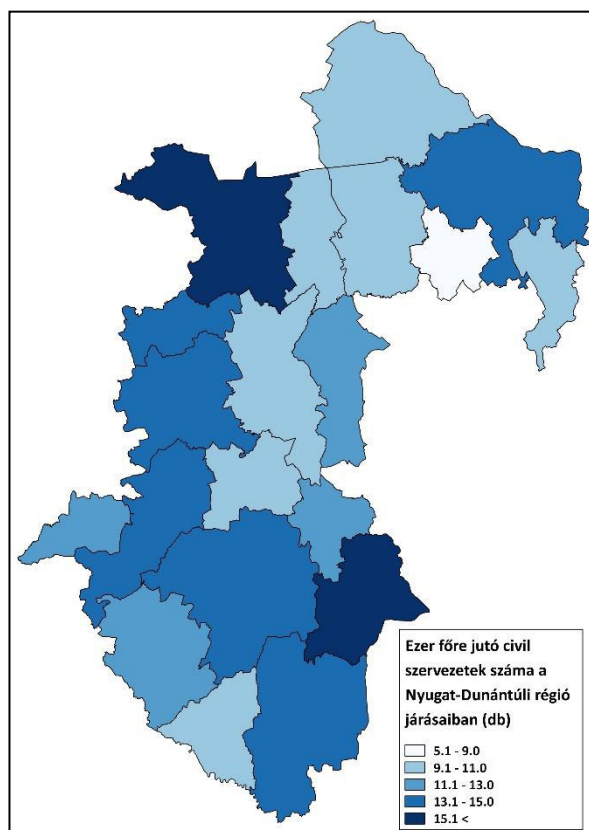 Ezer főre jutó civil
szervezetek száma a
Nyugat-Dunántúli régió
járásaiban (db)
5.1 - 9.0
9.1 - 11.0
11.1 - 13.0
13.1 - 15.0
15.1 <